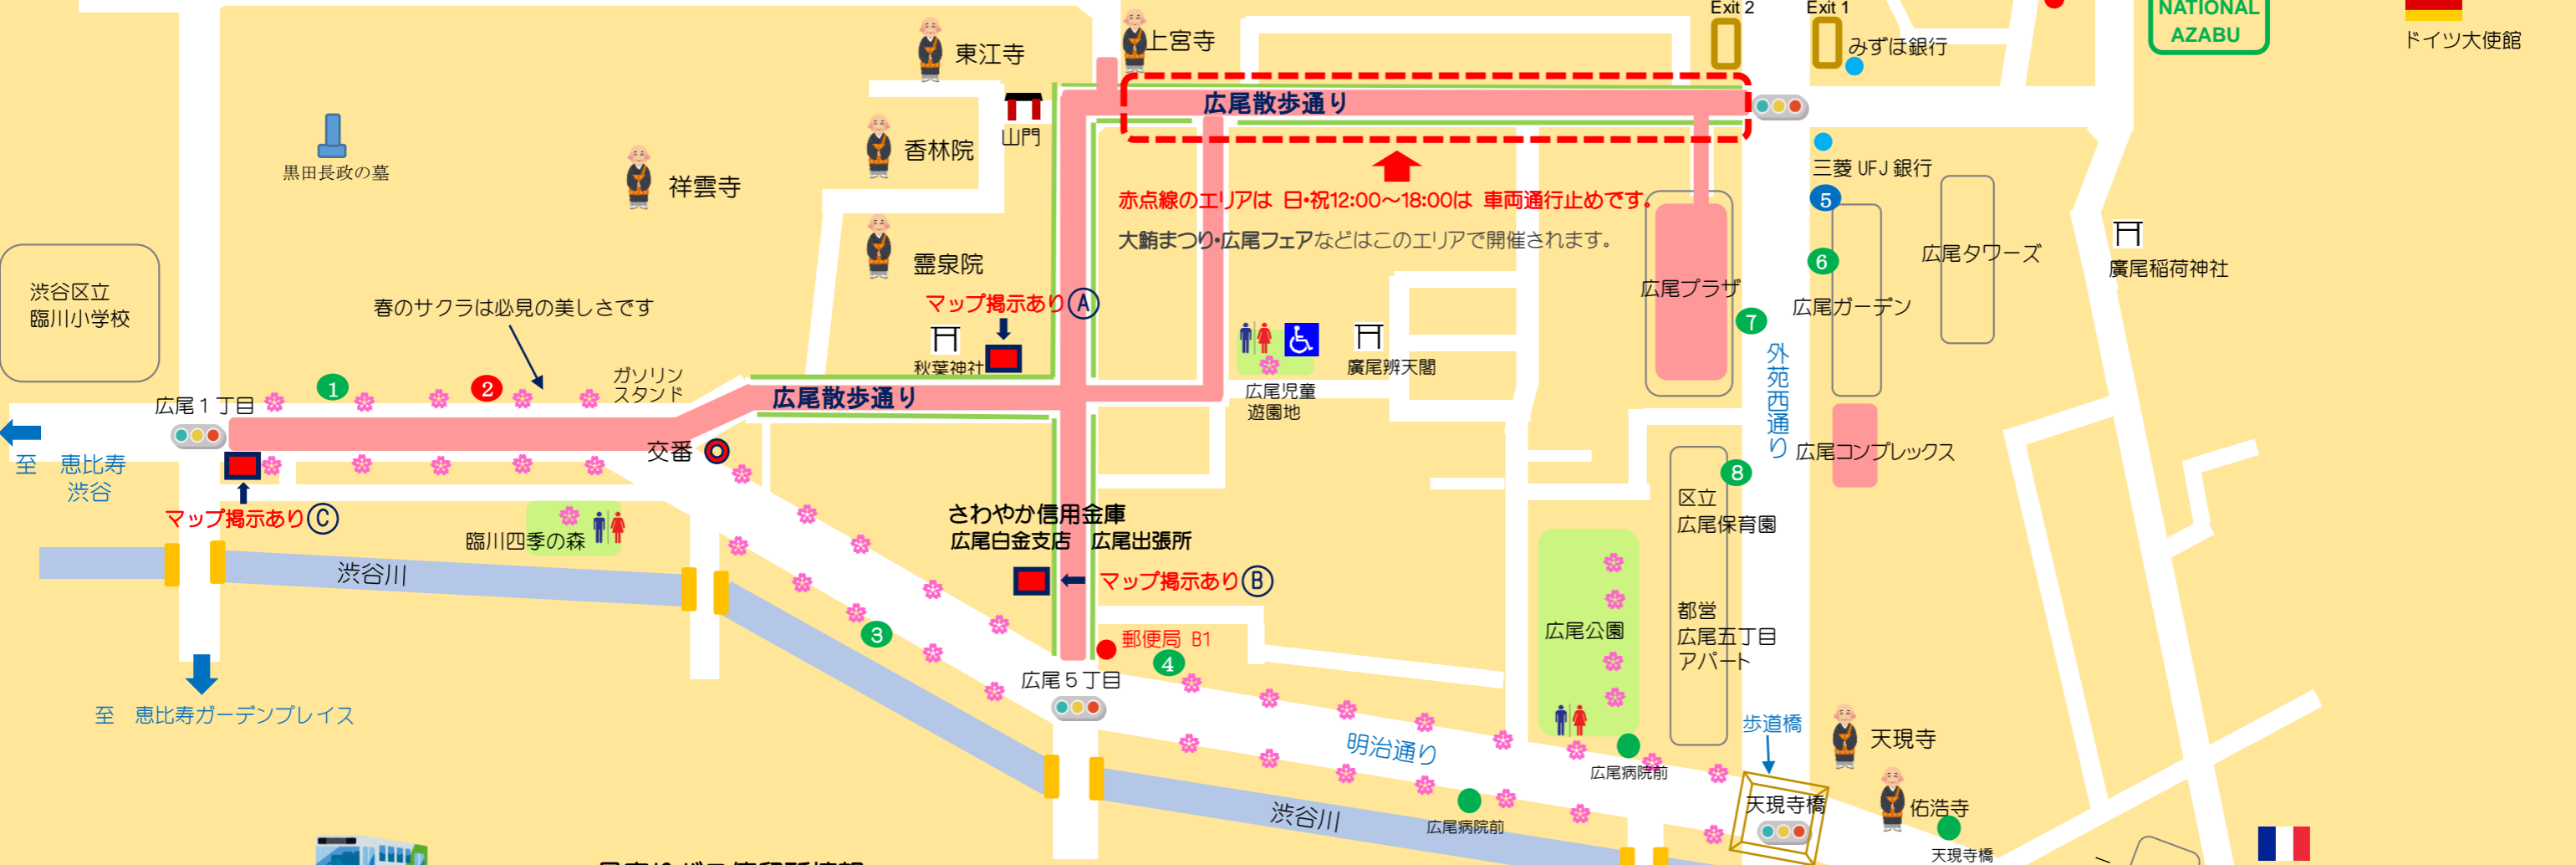 Exit 2
Exit 1
NATIONAL
AZABU
ドイツ大使館
みずほ銀行
上宮寺
東江寺
広尾散歩通り
山門
香林院
黒田長政の墓
祥雲寺
三菱 UFJ 銀行
5
赤点線のエリアは 日・祝12:00～18:00は 車両通行止めです。
大鮪まつり・広尾フェアなどはこのエリアで開催されます。
霊泉院
広尾タワーズ
6
廣尾稲荷神社
渋谷区立
臨川小学校
春のサクラは必見の美しさです
マップ掲示あり Ⓐ
広尾プラザ
広尾ガーデン
7
外苑西通り
秋葉神社
廣尾辨天閣
広尾児童
遊園地
ガソリン
スタンド
1
2
広尾１丁目
広尾散歩通り
交番
広尾コンプレックス
至 恵比寿
渋谷
8
区立
広尾保育園
マップ掲示あり Ⓒ
臨川四季の森
さわやか信用金庫
広尾白金支店 広尾出張所
マップ掲示あり Ⓑ
渋谷川
都営
広尾五丁目
アパート
広尾公園
3
郵便局 B1
4
広尾５丁目
至 恵比寿ガーデンプレイス
明治通り
歩道橋
天現寺
広尾病院前
天現寺橋
佑浩寺
渋谷川
広尾病院前
天現寺橋